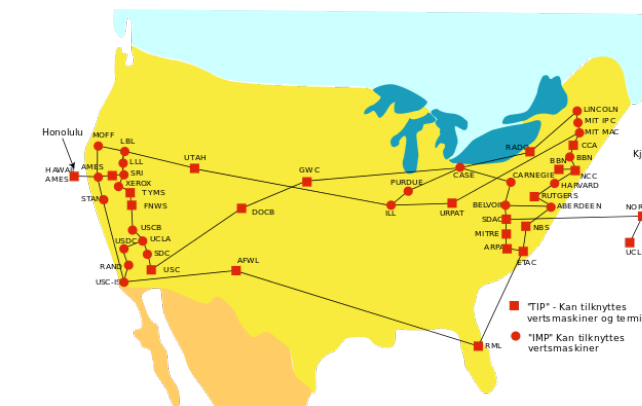 Honolulu
MOFF
LBL
LLL
HAWAII
AMES
AMES
SRI
XEROX
STAN
TYMS
FNWS
UTAH
GWC
DOCB
USCB
UCLA
USDC
SDC
RAND
USC
USC-IS
AFWL
PURDUE
ILL
URPAT
CASE
RADC
LINCOLN
MIT IPC
MIT MAC
CCA
BBN
BBN
NCC
HARVARD
CARNEGIE
RUTGERS
ABERDEEN
BELVOIR
SDAC
NBS
MITRE
ARPA
ETAC
RML
Kj
NOR
UCL
"TIP" - Kan tilknyttes
vertsmaskiner og termi
"IMP" Kan tilknyttes
vertsmaskiner